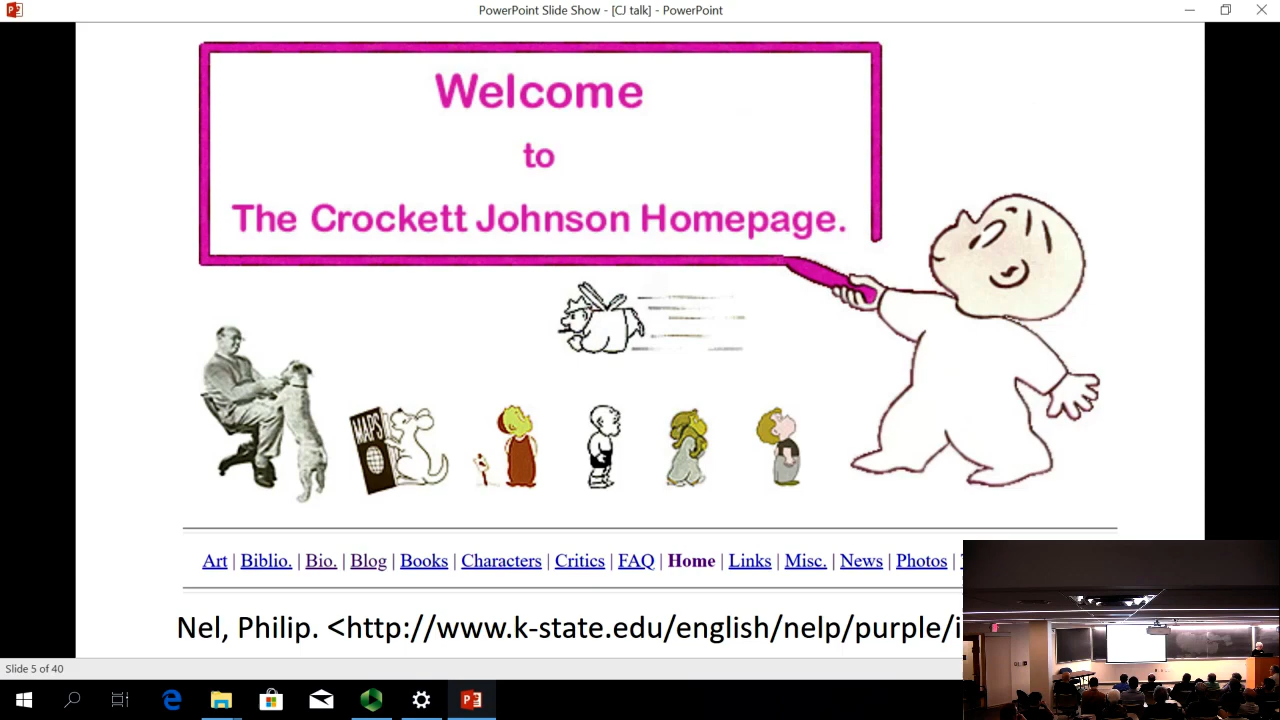 PowerPoint Slide Show - [CJ talk] - PowerPoint
Welcome
to
The Crockett Johnson Homepage.
MAPS
Art | Biblio. | Bio. | Blog | Books | Characters | Critics | FAQ | Home | Links | Misc. | News | Photos |
Nel, Philip. <http://www.k-state.edu/english/nelp/purple/i
Slide 5 of 40